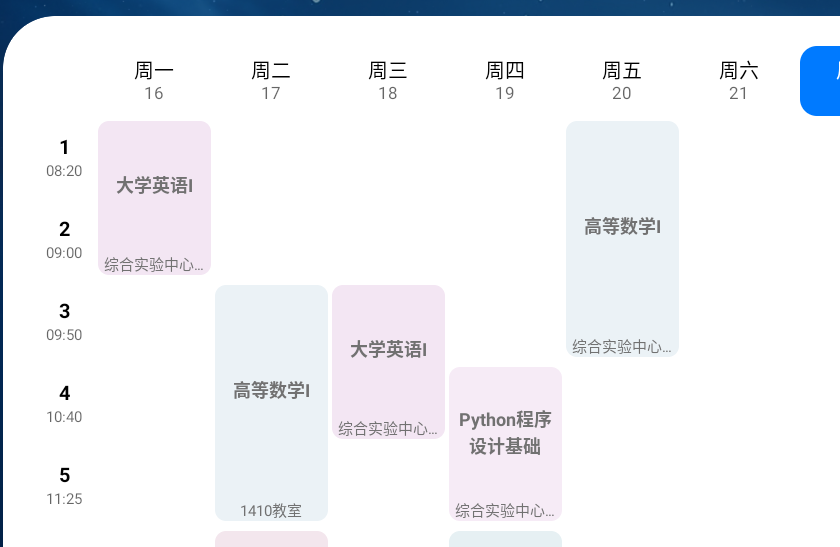 周一 周二 周三 周四 周五 周六
16 17 18 19 20 21
1
08:20
大学英语I
2
09:00
综合实验中心…
高等数学I
综合实验中心…
3
09:50
高等数学I
1410教室
大学英语I
综合实验中心…
4
10:40
Python程序
设计基础
综合实验中心…
5
11:25